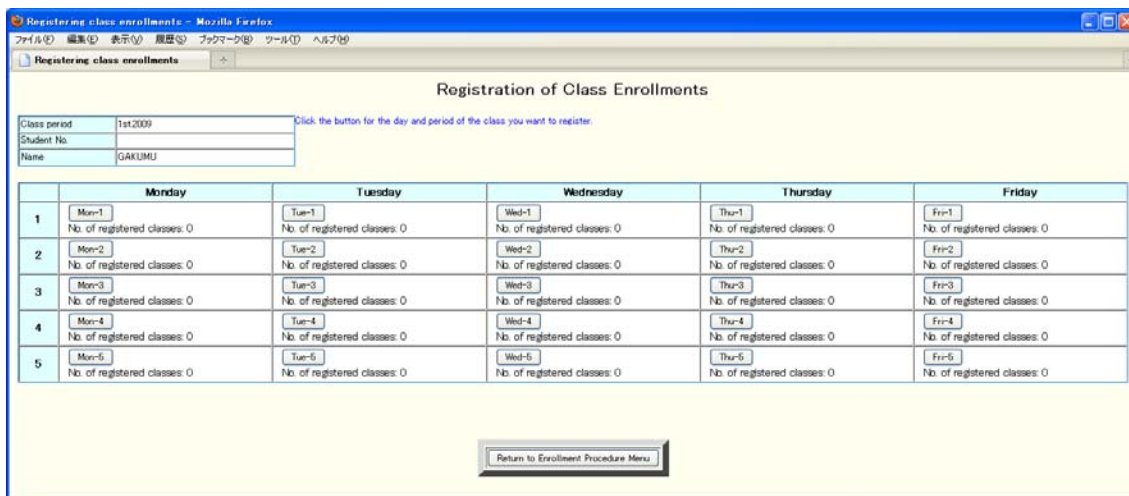 Registering class enrollments - Mozilla Firefox
ファイル(F) 編集(E) 表示(V) 履歴(S) ブックマーク(B) ツール(T) ヘルプ(H)
Registering class enrollments
Registration of Class Enrollments
Class period 1st2009 Click the button for the day and period of the class you want to register.
Student No.
Name GAKUMU
Monday Tuesday Wednesday Thursday Friday
1 Mon-1 Tue-1 Wed-1 Thu-1 Fri-1
No. of registered classes: 0 No. of registered classes: 0 No. of registered classes: 0 No. of registered classes: 0 No. of registered classes: 0
2 Mon-2 Tue-2 Wed-2 Thu-2 Fri-2
No. of registered classes: 0 No. of registered classes: 0 No. of registered classes: 0 No. of registered classes: 0 No. of registered classes: 0
3 Mon-3 Tue-3 Wed-3 Thu-3 Fri-3
No. of registered classes: 0 No. of registered classes: 0 No. of registered classes: 0 No. of registered classes: 0 No. of registered classes: 0
4 Mon-4 Tue-4 Wed-4 Thu-4 Fri-4
No. of registered classes: 0 No. of registered classes: 0 No. of registered classes: 0 No. of registered classes: 0 No. of registered classes: 0
5 Mon-5 Tue-5 Wed-5 Thu-5 Fri-5
No. of registered classes: 0 No. of registered classes: 0 No. of registered classes: 0 No. of registered classes: 0 No. of registered classes: 0
Return to Enrollment Procedure Menu